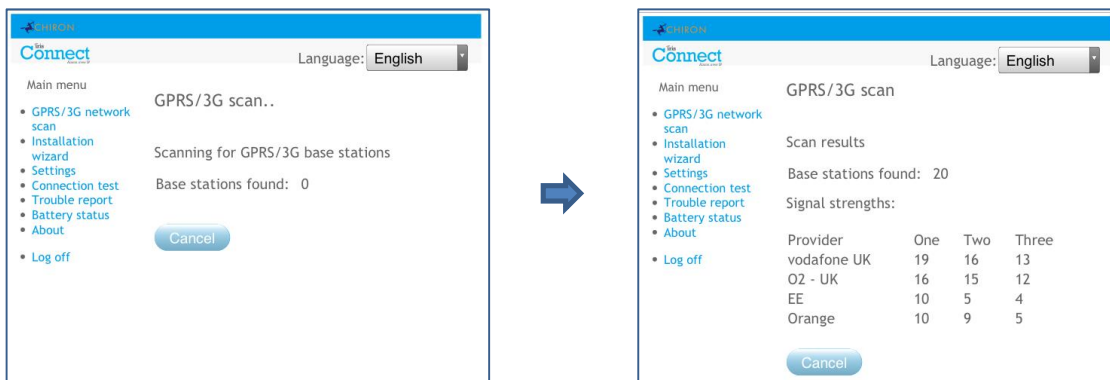 CHIRON
Connect
Language: English
Main menu
GPRS/3G scan..
• GPRS/3G network
scan
• Installation
wizard
• Settings
• Connection test
• Trouble report
• Battery status
• About
• Log off
Scanning for GPRS/3G base stations
Base stations found: 0
Cancel
CHIRON
Connect
Language: English
Main menu
GPRS/3G scan
• GPRS/3G network
scan
• Installation
wizard
• Settings
• Connection test
• Trouble report
• Battery status
• About
• Log off
Scan results
Base stations found: 20
Signal strengths:
Provider One Two Three
vodafone UK 19 16 13
O2 - UK 16 15 12
EE 10 5 4
Orange 10 9 5
Cancel